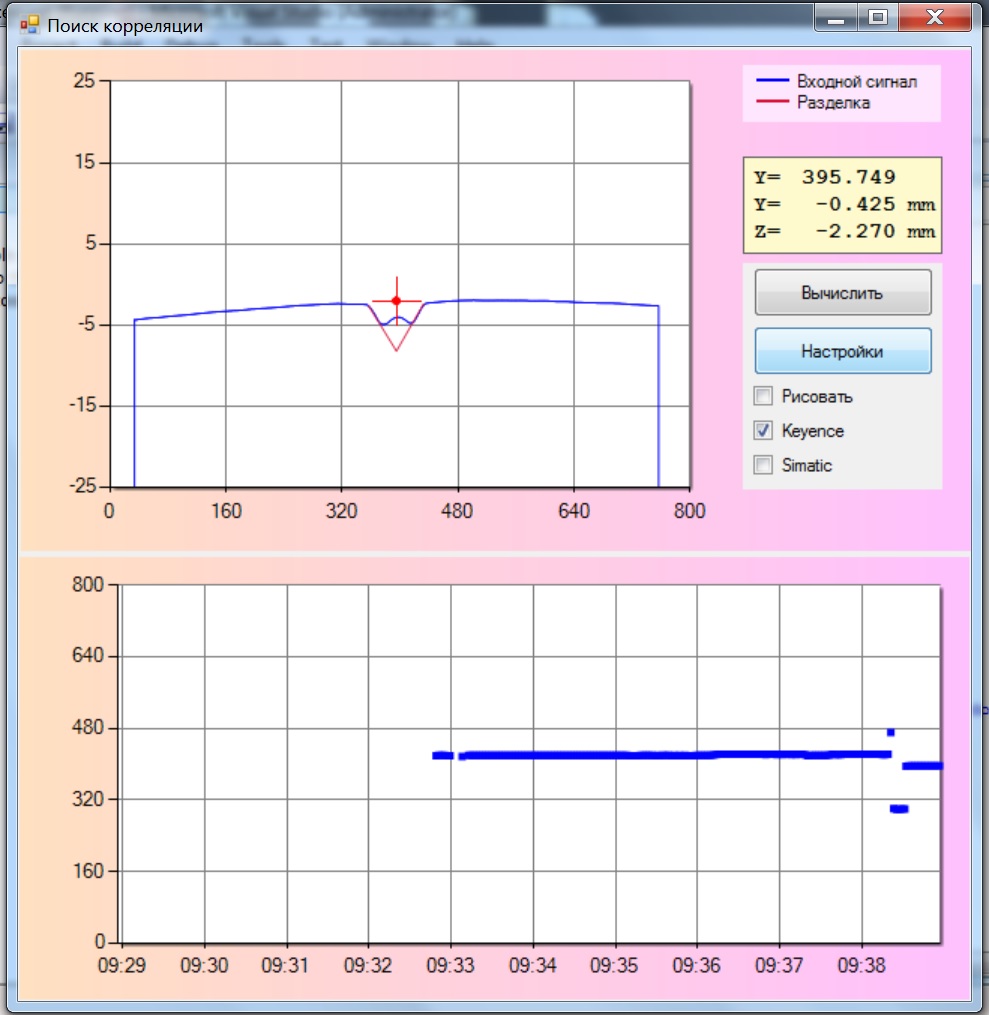 Поиск корреляции
25
15
5
-5
-15
-25
0 160 320 480 640 800
Входной сигнал
Разделка
Y= 395.749
Y= -0.425 mm
Z= -2.270 mm
Вычислить
Настройки
Рисовать
Keyence
Simatic
800
640
480
320
160
0
09:29 09:30 09:31 09:32 09:33 09:34 09:35 09:36 09:37 09:38